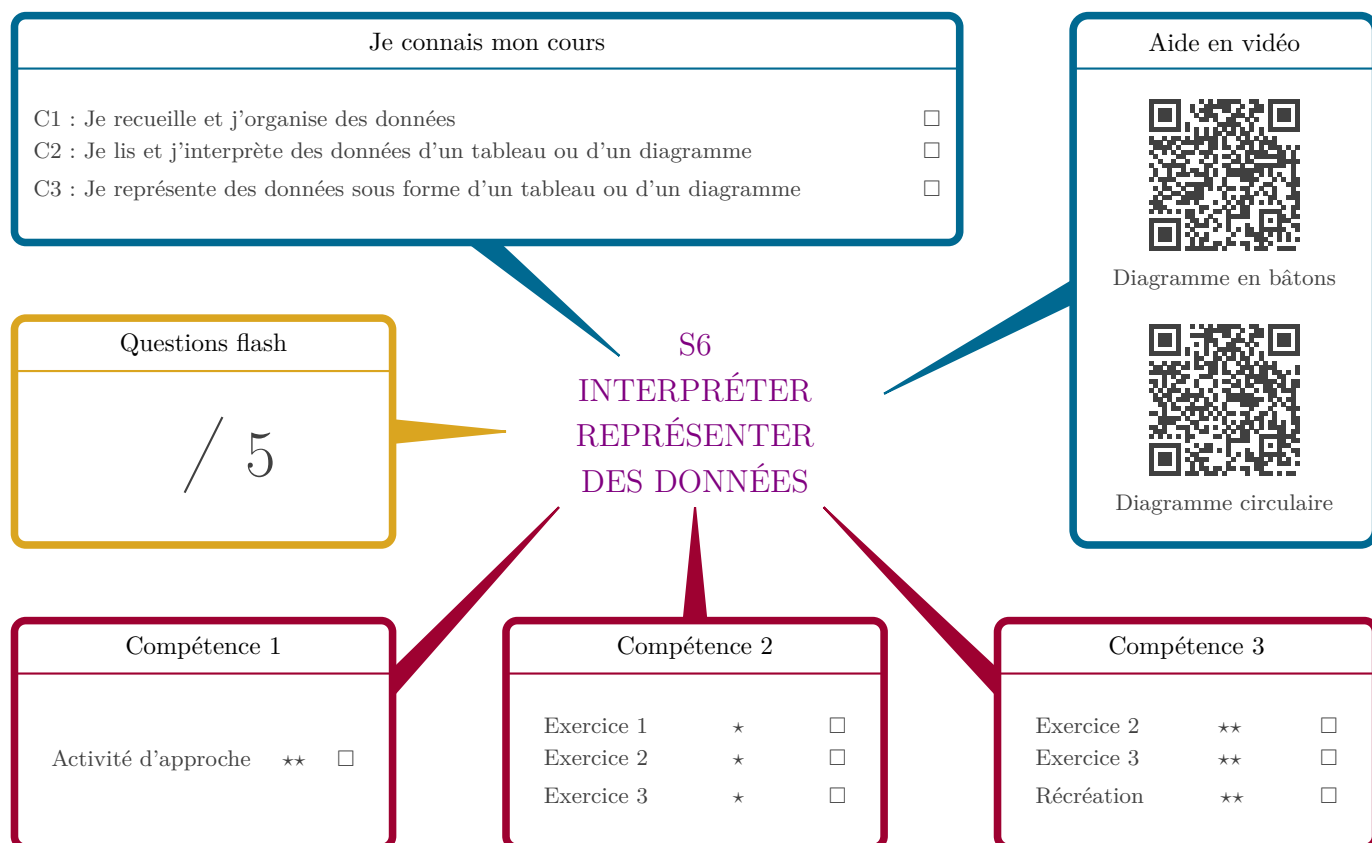 Je connais mon cours
C1 : Je recueille et j'organise des données □
C2 : Je lis et j'interprète des données d'un tableau ou d'un diagramme □
C3 : Je représente des données sous forme d'un tableau ou d'un diagramme □
Aide en vidéo
Diagramme en bâtons
Diagramme circulaire
Questions flash
/ 5
S6
INTERPRÉTER
REPRÉSENTER
DES DONNÉES
Compétence 1
Activité d'approche ⋆⋆ □
Compétence 2
Exercice 1 ⋆ □
Exercice 2 ⋆ □
Exercice 3 ⋆ □
Compétence 3
Exercice 2 ⋆⋆ □
Exercice 3 ⋆⋆ □
Récréation ⋆⋆ □